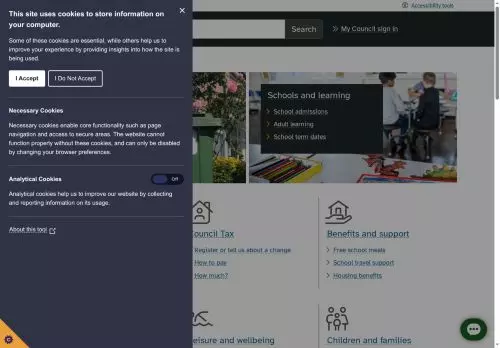 This site uses cookies to store information on
your computer.
Some of these cookies are essential, while others help us to
improve your experience by providing insights into how the site is
being used.
I Accept
I Do Not Accept
Necessary Cookies
Necessary cookies enable core functionality such as page
navigation and access to secure areas. The website cannot
function properly without these cookies, and can only be disabled
by changing your browser preferences.
Analytical Cookies
Off
Analytical cookies help us to improve our website by collecting
and reporting information on its usage.
About this tool
Accessibility tools
Search
My Council sign in
Schools and learning
School admissions
Adult learning
School term dates
Council Tax
Register or tell us about a change
How to pay
How much?
Benefits and support
Free school meals
School travel support
Housing benefits
eisure and wellbeing
Children and families